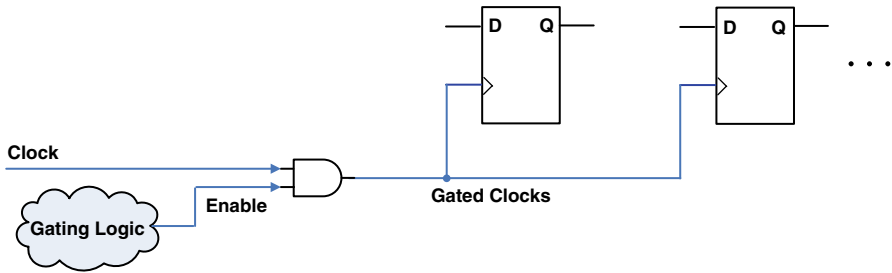 D Q
D Q
. . .
Clock
Enable
Gated Clocks
Gating Logic